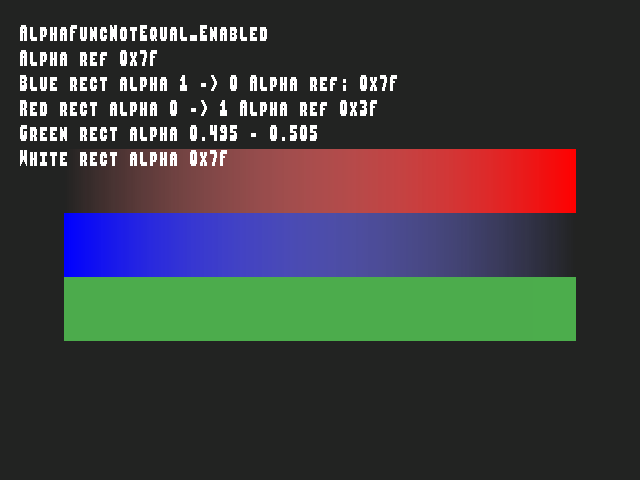 AlphaFuncNotEqual_Enabled
Alpha ref 0x7f
Blue rect alpha 1 -> 0 Alpha ref: 0x7f
Red rect alpha 0 -> 1 Alpha ref 0x3f
Green rect alpha 0.495 - 0.505
White rect alpha 0x7f